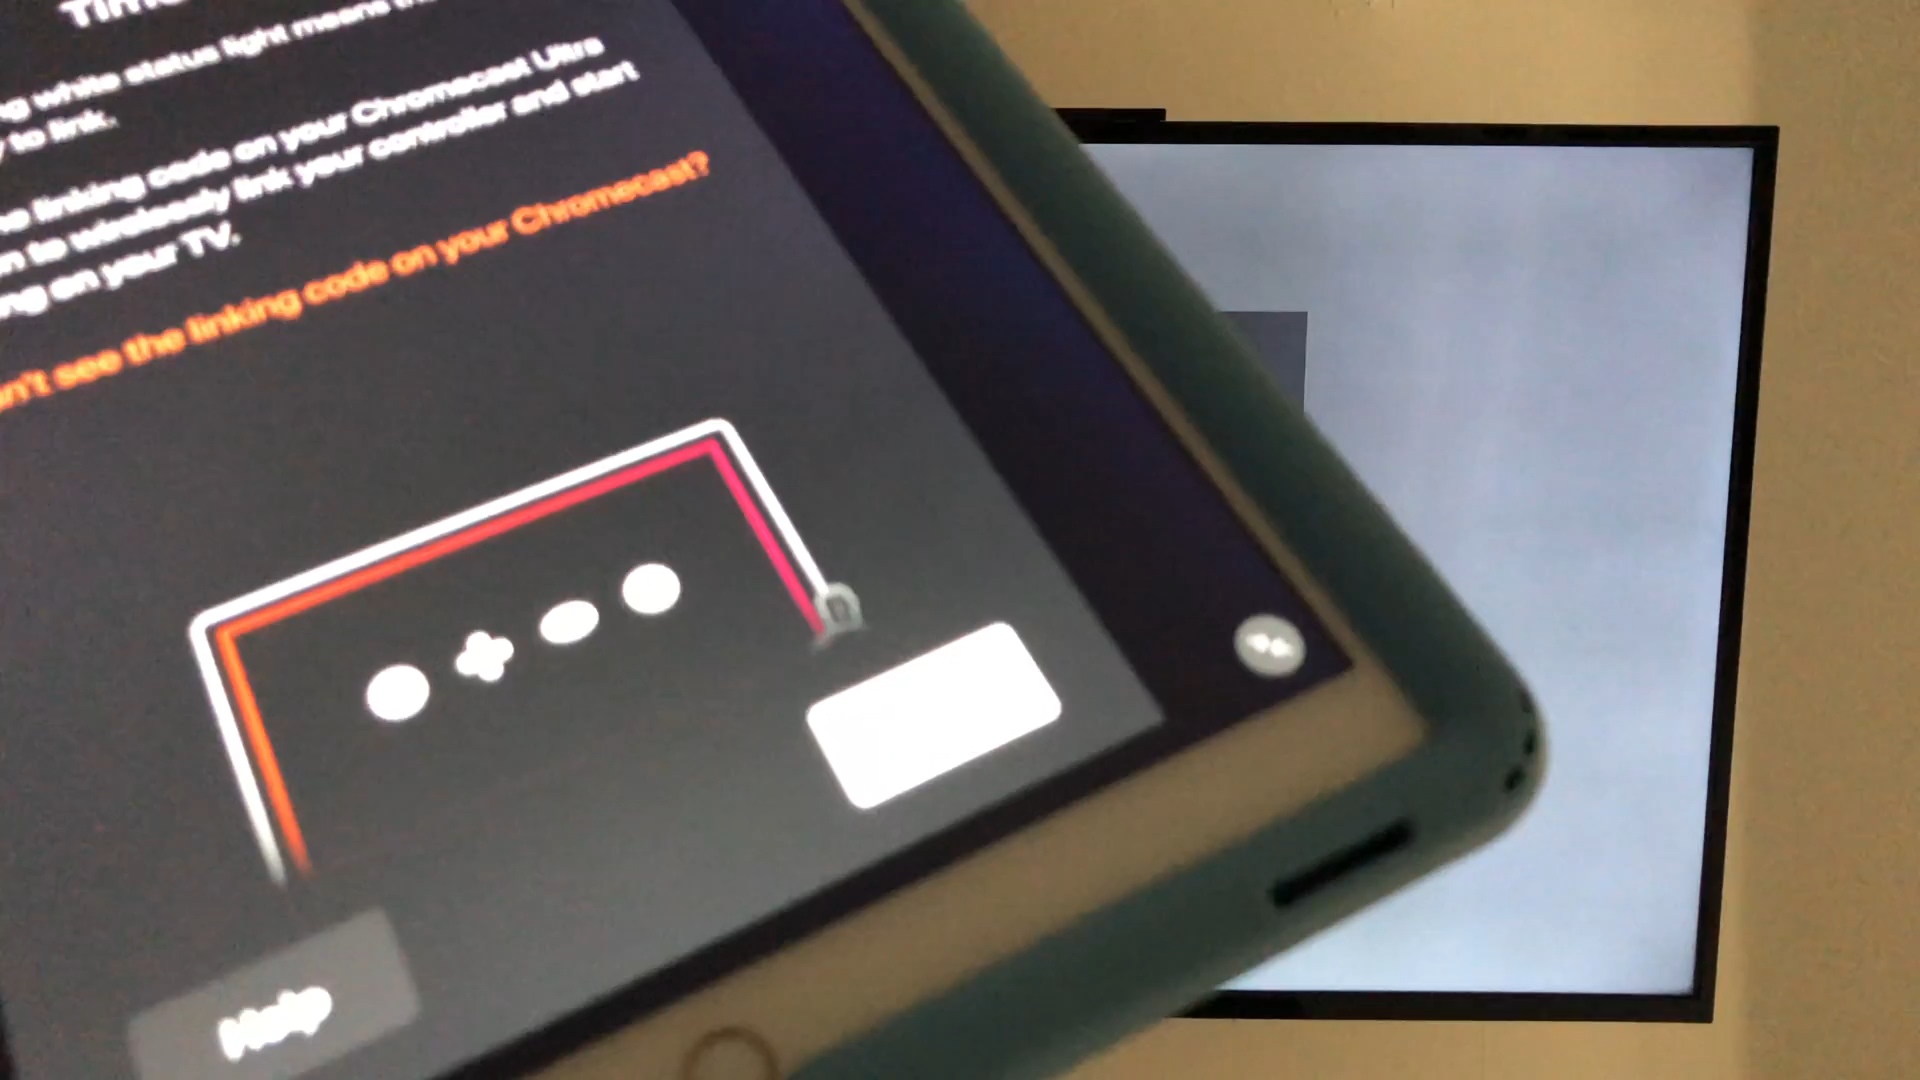 white status light means
to link.
linking code on your Chromecast Ultra
to wirelessly link your controller and start
on your TV.
see the linking code on your Chromecast?
Help